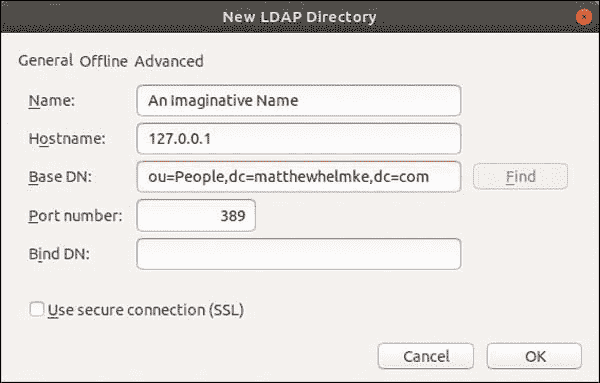 New LDAP Directory
General Offline Advanced
Name: An Imaginative Name
Hostname: 127.0.0.1
Base DN: ou=People,dc=matthewhelmke,dc=com Find
Port number: 389
Bind DN:
Use secure connection (SSL)
Cancel OK